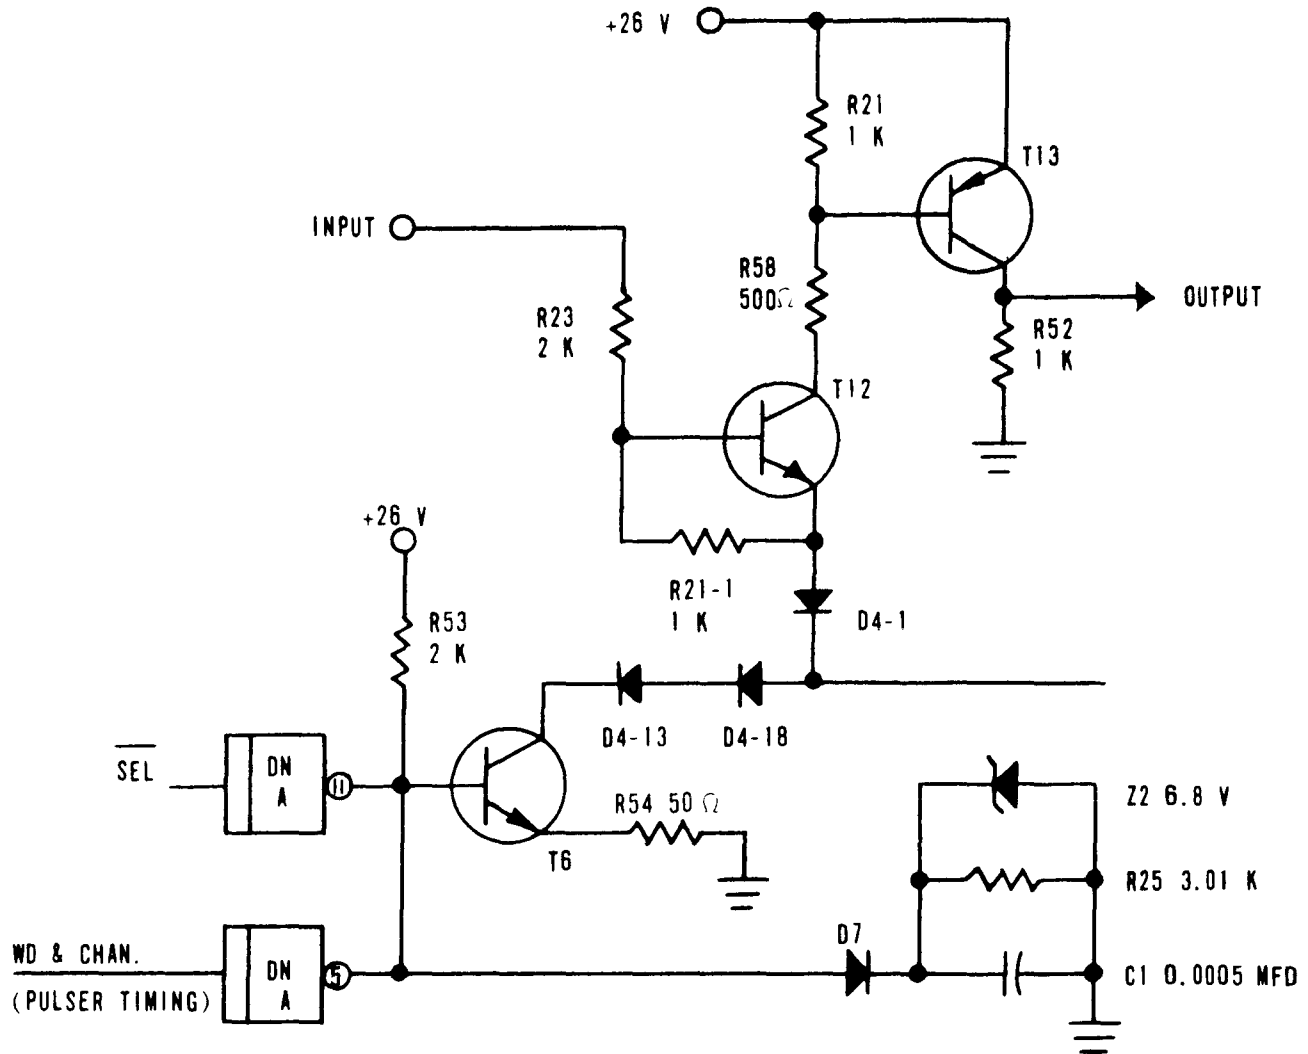 +26 V
R21
1 K
T13
INPUT
R58
500Ω
OUTPUT
R23
2 K
R52
1 K
T12
+26 V
R53
2 K
R21-1
1 K
D4-1
D4-13
D4-18
SEL
DN
A
11
R54 50 Ω
T6
Z2 6.8 V
R25 3.01 K
D7
WD & CHAN.
(PULSER TIMING)
DN
A
5
C1 0.0005 MFD